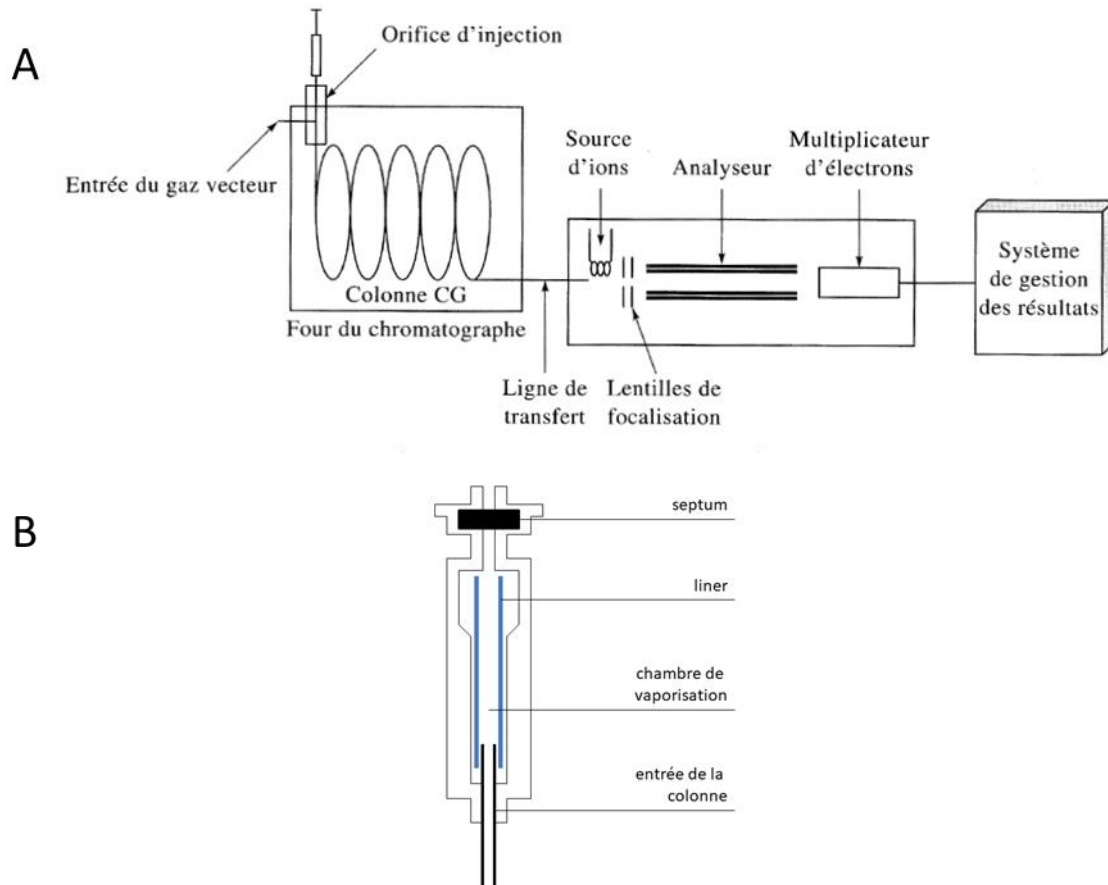 A
Orifice d'injection
Entrée du gaz vecteur
Colonne CG
Four du chromatographe
Source
d'ions
Analyseur
Multiplicateur
d'électrons
Ligne de
transfert
Lentilles de
focalisation
Système
de gestion
des résultats
B
septum
liner
chambre de
vaporisation
entrée de la
colonne